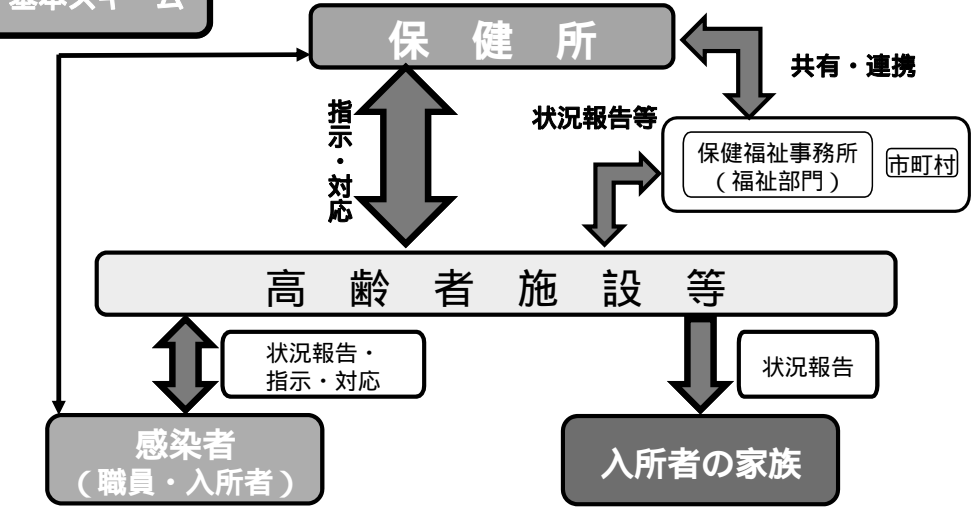 基本スキーム
保健所
共有・連携
指示・対応
状況報告等
保健福祉事務所
（福祉部門）
市町村
高齢者施設等
状況報告・
指示・対応
状況報告
感染者
（職員・入所者）
入所者の家族